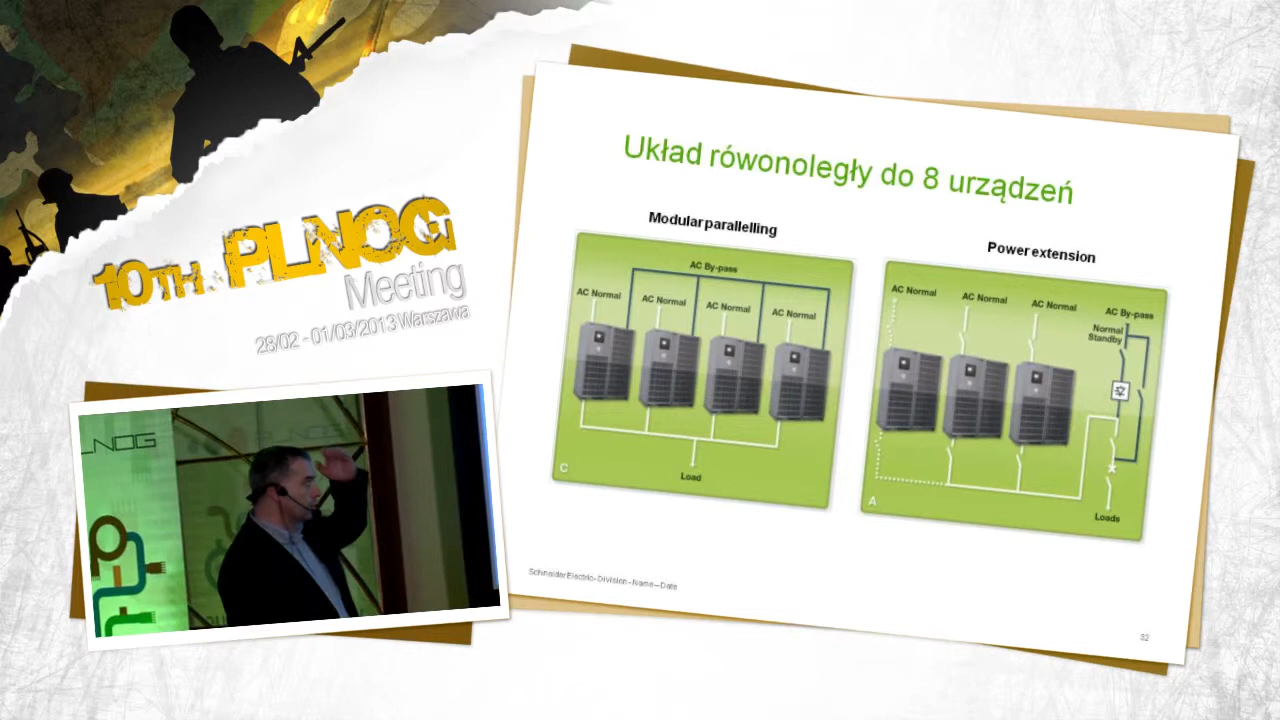 10TH PLNOG
Meeting
28/02 - 01/03/2013 Warszawa
PLNOG
Układ rówonoległy do 8 urządzeń
Modular parallelling
AC By-pass
AC Normal
AC Normal
AC Normal
AC Normal
Load
C
Power extension
AC Normal
AC Normal
AC Normal
AC By-pass
Normal
Standby
Loads
A
Schneider Electric - Division - Name – Date
32